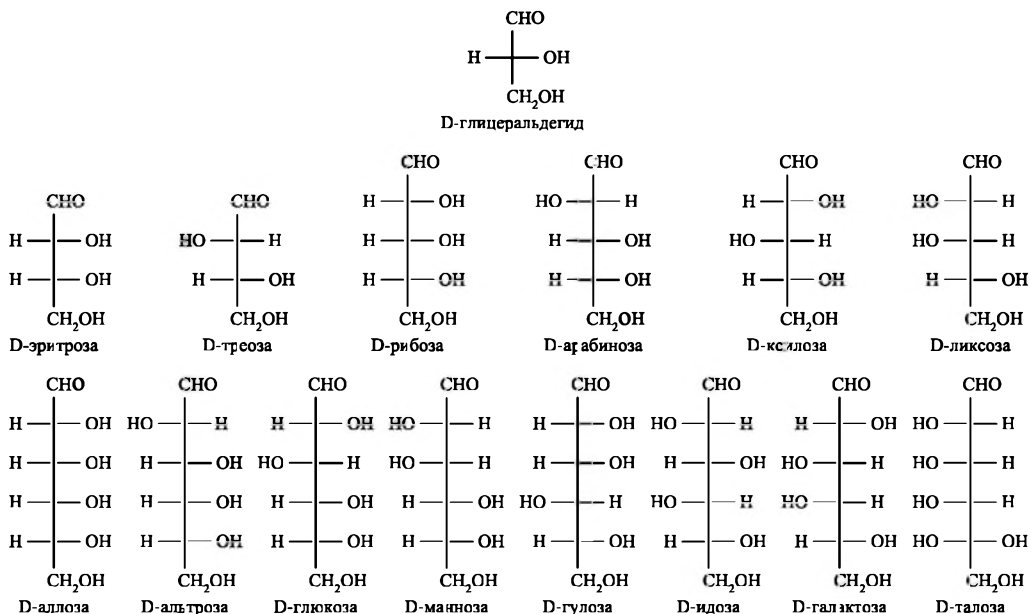 CHO
H OH
CH₂OH
D-глицеральдегид
CHO CHO CHO CHO
CHO CHO H OH HO H H OH HO H
H OH HO H H OH H OH HO H HO H
H OH H OH H OH H OH H OH H OH
CH₂OH CH₂OH CH₂OH CH₂OH CH₂OH CH₂OH
D-эритроза D-треоза D-рибоза D-арабиноза D-ксилоза D-ликсоза
CHO CHO CHO CHO CHO CHO CHO CHO
H OH HO H H OH HO H H OH HO H H OH HO H
H OH H OH HO H HO H H OH H OH HO H HO H
H OH H OH H OH H OH HO H HO H HO H HO H
H OH H OH H OH H OH H OH H OH H OH HO OH
CH₂OH CH₂OH CH₂OH CH₂OH CH₂OH CH₂OH CH₂OH CH₂OH
D-аллоза D-альтроза D-глюкоза D-манноза D-гулоза D-идоза D-галактоза D-талоза